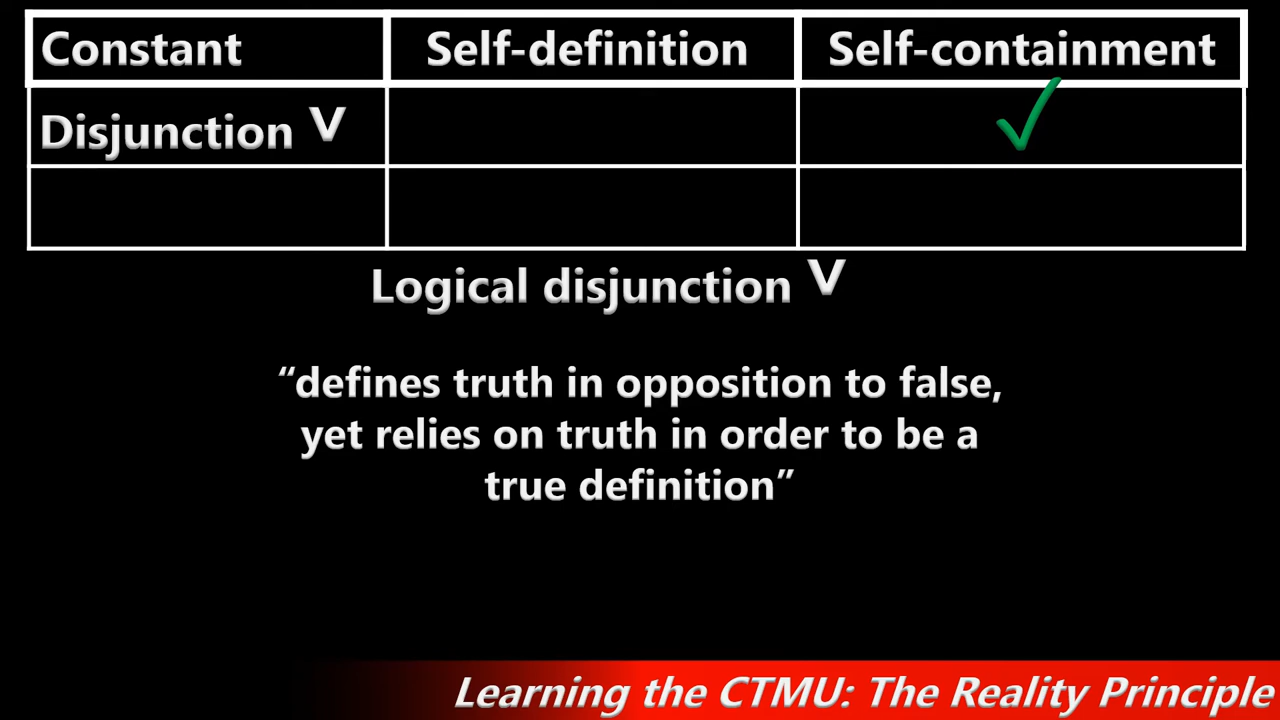 Constant Self-definition Self-containment
Disjunction ∨ ✓
Logical disjunction ∨
“defines truth in opposition to false,
yet relies on truth in order to be a
true definition”
Learning the CTMU: The Reality Principle